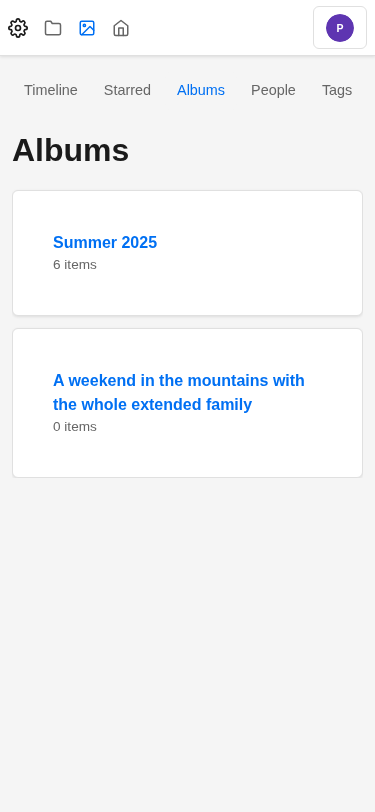 P
Timeline Starred Albums People Tags
Albums
Summer 2025
6 items
A weekend in the mountains with
the whole extended family
0 items